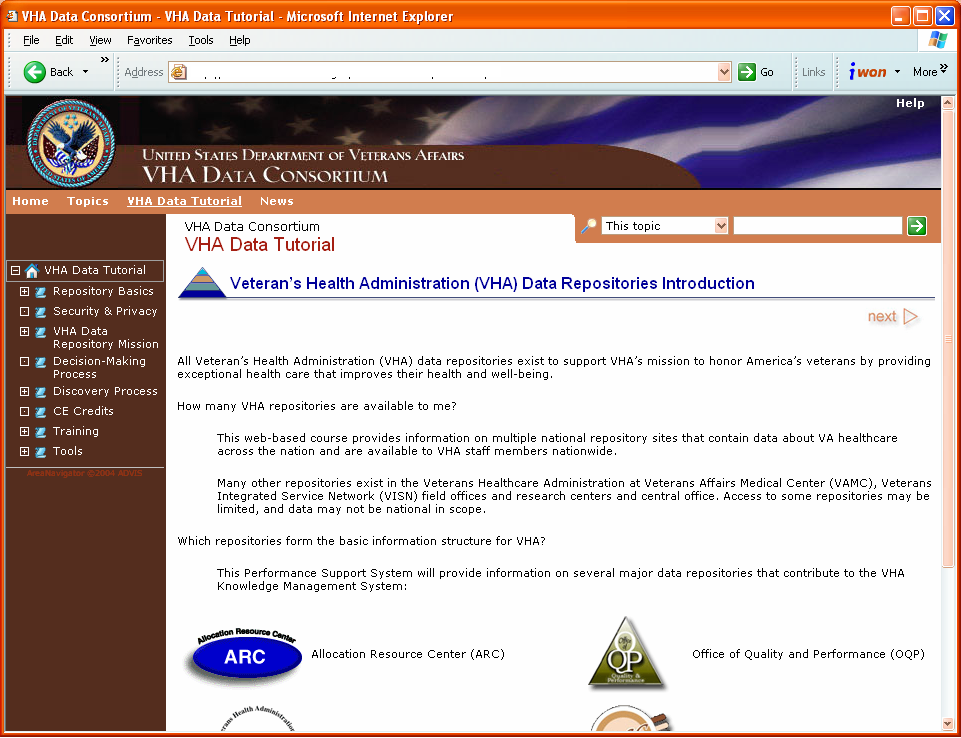 VHA Data Consortium - VHA Data Tutorial - Microsoft Internet Explorer
File Edit View Favorites Tools Help
Back Address Go Links iwon More
Help
UNITED STATES DEPARTMENT OF VETERANS AFFAIRS
VHA DATA CONSORTIUM
Home Topics VHA Data Tutorial News
VHA Data Consortium
VHA Data Tutorial
This topic
VHA Data Tutorial
Repository Basics
Security & Privacy
VHA Data
Repository Mission
Decision-Making
Process
Discovery Process
CE Credits
Training
Tools
AmaNavigator ©2004 ADVIS
Veteran's Health Administration (VHA) Data Repositories Introduction
next
All Veteran's Health Administration (VHA) data repositories exist to support VHA's mission to honor America's veterans by providing
exceptional health care that improves their health and well-being.
How many VHA repositories are available to me?
This web-based course provides information on multiple national repository sites that contain data about VA healthcare
across the nation and are available to VHA staff members nationwide.
Many other repositories exist in the Veterans Healthcare Administration at Veterans Affairs Medical Center (VAMC), Veterans
Integrated Service Network (VISN) field offices and research centers and central office. Access to some repositories may be
limited, and data may not be national in scope.
Which repositories form the basic information structure for VHA?
This Performance Support System will provide information on several major data repositories that contribute to the VHA
Knowledge Management System:
Allocation Resource Center
ARC
Allocation Resource Center (ARC)
Office
OQP
Quality &
Performance
Office of Quality and Performance (OQP)
Health Administration